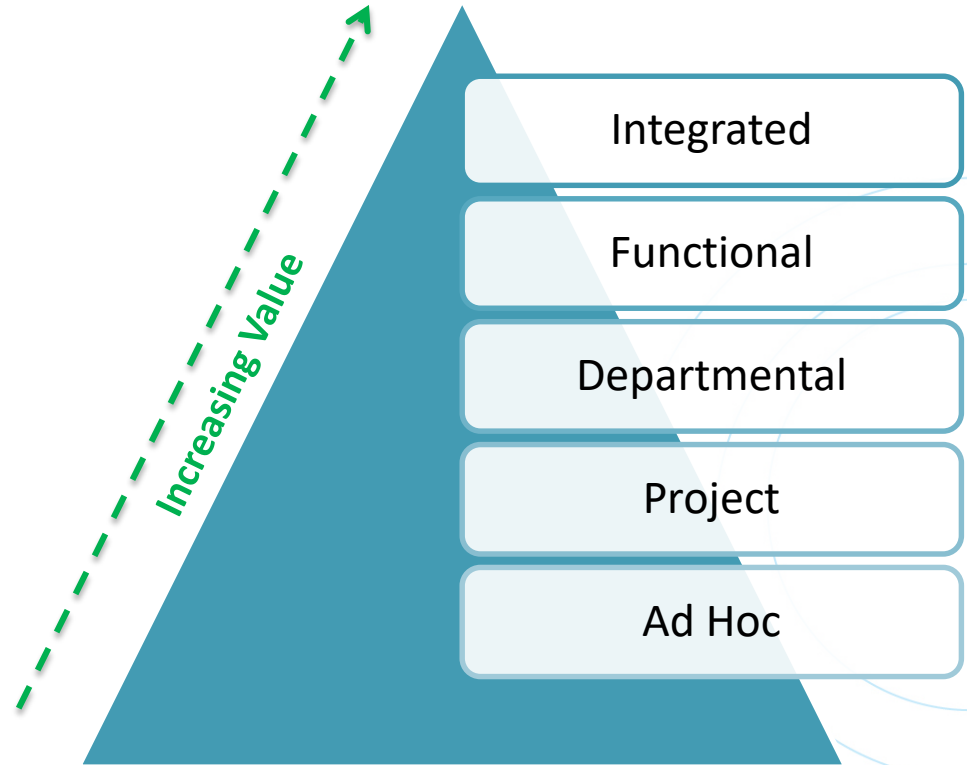 Increasing Value
Integrated
Functional
Departmental
Project
Ad Hoc